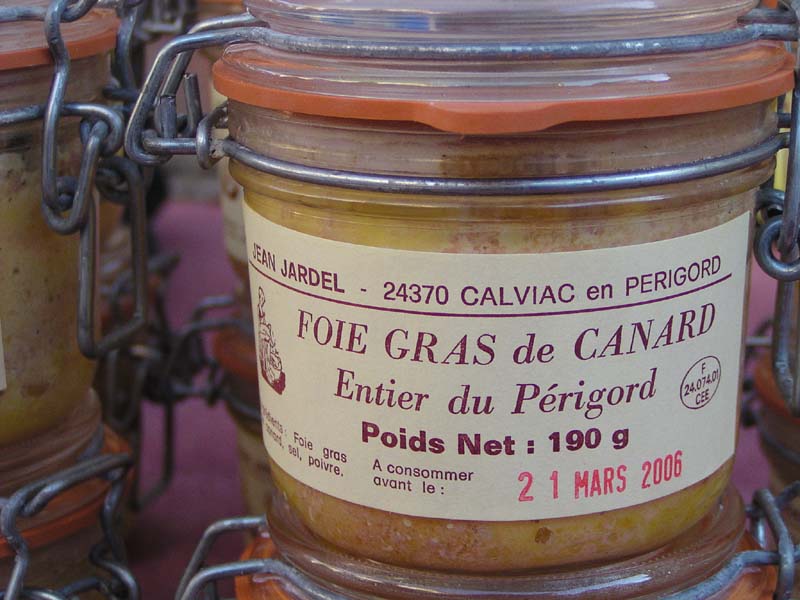 JEAN JARDEL - 24370 CALVIAC en PERIGORD
FOIE GRAS de CANARD
Entier du Périgord
F
24.074.01
CEE
Poids Net : 190 g
: Foie gras
canard, sel, poivre.
A consommer
avant le :
21 MARS 2006